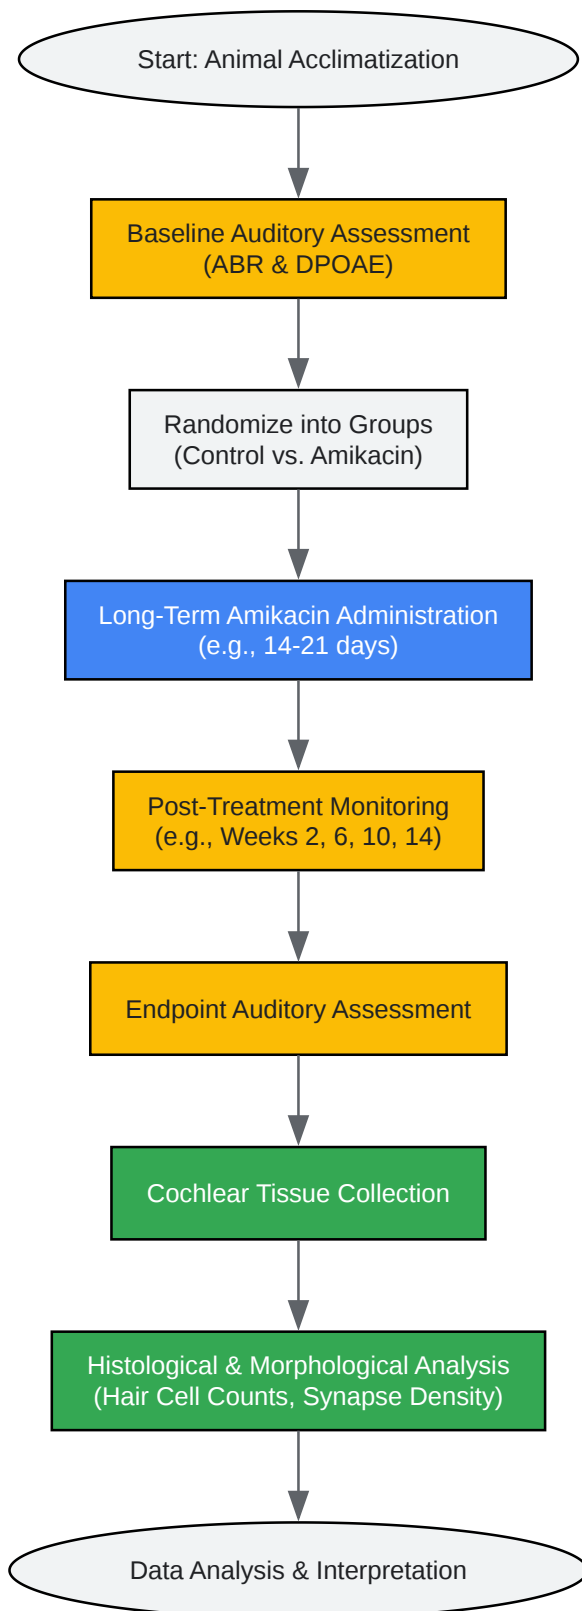 Start: Animal Acclimatization
Baseline Auditory Assessment
(ABR & DPOAE)
Randomize into Groups
(Control vs. Amikacin)
Long-Term Amikacin Administration
(e.g., 14-21 days)
Post-Treatment Monitoring
(e.g., Weeks 2, 6, 10, 14)
Endpoint Auditory Assessment
Cochlear Tissue Collection
Histological & Morphological Analysis
(Hair Cell Counts, Synapse Density)
Data Analysis & Interpretation